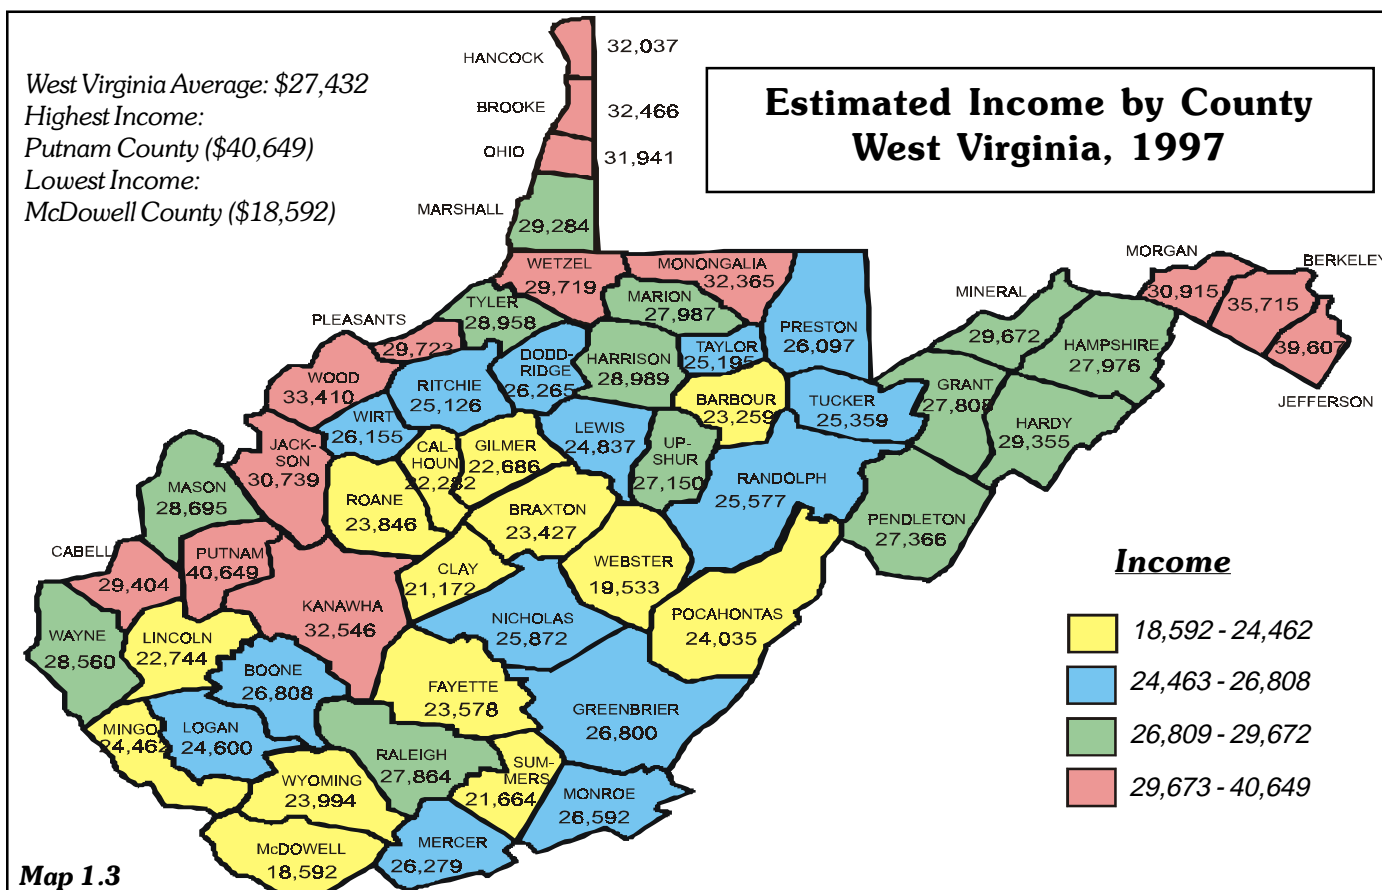 Estimated Income by County
West Virginia, 1997
West Virginia Average: $27,432
Highest Income:
Putnam County ($40,649)
Lowest Income:
McDowell County ($18,592)
HANCOCK
32,037
BROOKE
32,466
OHIO
31,941
MARSHALL
29,284
WETZEL
29,719
MONONGALIA
32,365
TYLER
28,958
MARION
27,987
PRESTON
26,097
PLEASANTS
29,723
DODD-
RIDGE
26,265
HARRISON
28,989
TAYLOR
25,195
MORGAN
30,915
BERKELEY
35,715
JEFFERSON
39,607
MINERAL
29,672
HAMPSHIRE
27,976
GRANT
27,808
HARDY
29,355
WOOD
33,410
RITCHIE
25,126
WIRT
26,155
BARBOUR
23,259
TUCKER
25,359
JACK-
SON
30,739
CAL-
HOUN
22,282
GILMER
22,686
LEWIS
24,837
UP-
SHUR
27,150
RANDOLPH
25,577
MASON
28,695
ROANE
23,846
BRAXTON
23,427
PENDLETON
27,366
CABELL
29,404
PUTNAM
40,649
CLAY
21,172
WEBSTER
19,533
KANAWHA
32,546
NICHOLAS
25,872
POCAHONTAS
24,035
WAYNE
28,560
LINCOLN
22,744
BOONE
26,808
FAYETTE
23,578
GREENBRIER
26,800
MINGO
24,462
LOGAN
24,600
RALEIGH
27,864
SUM-
MERS
21,664
WYOMING
23,994
MONROE
26,592
McDOWELL
18,592
MERCER
26,279
Income
18,592 - 24,462
24,463 - 26,808
26,809 - 29,672
29,673 - 40,649
Map 1.3